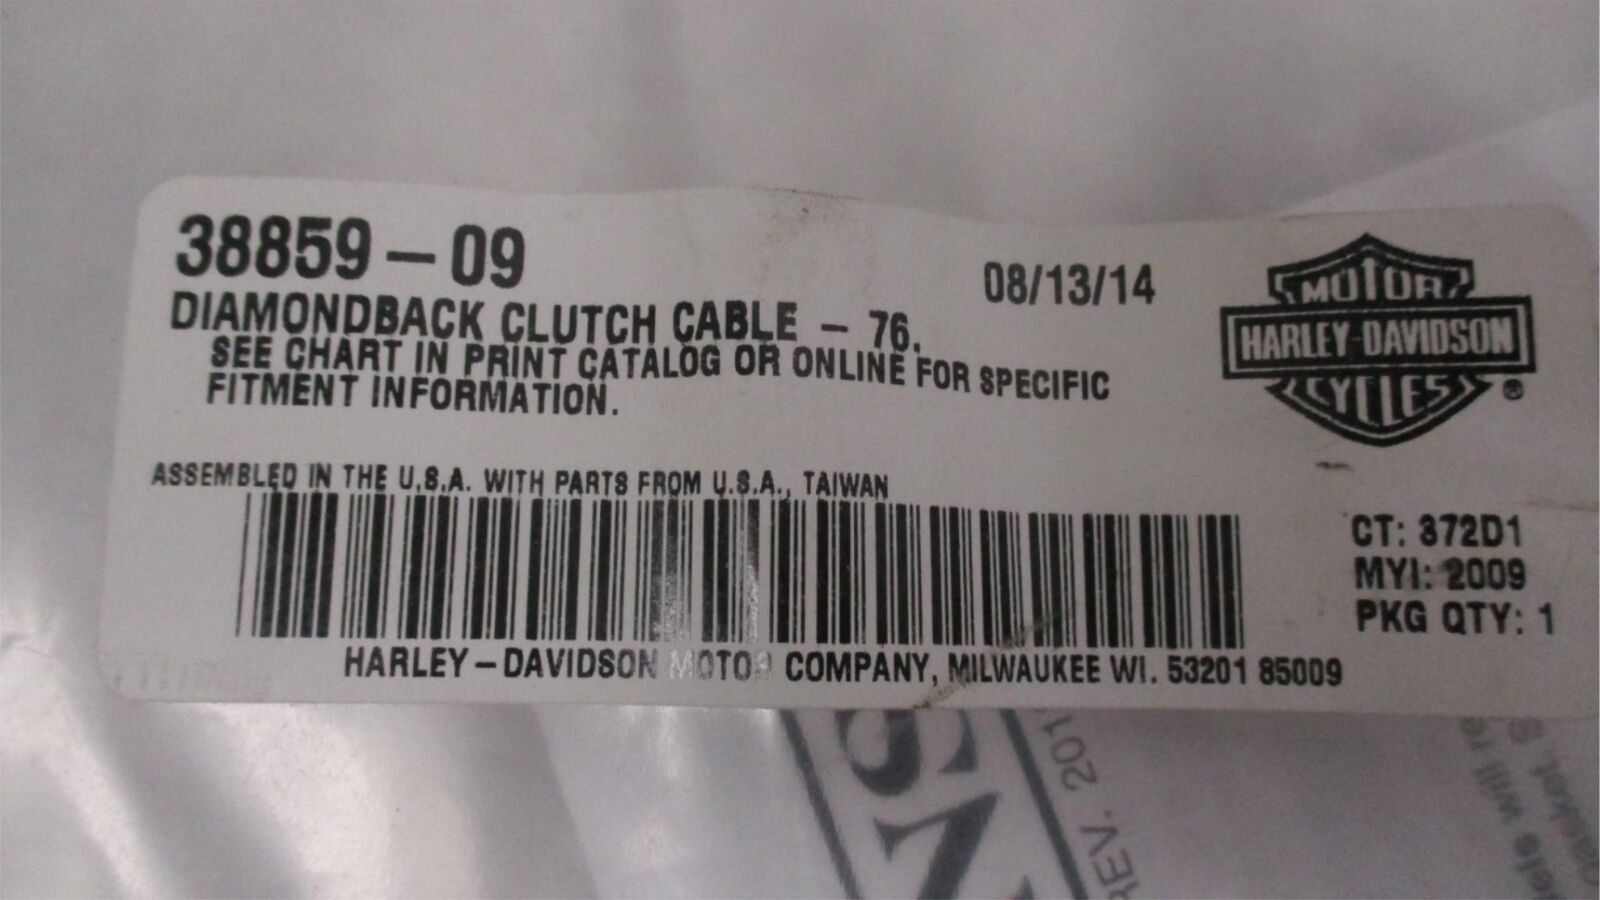 38859-09
08/13/14
DIAMONDBACK CLUTCH CABLE - 76.
SEE CHART IN PRINT CATALOG OR ONLINE FOR SPECIFIC
FITMENT INFORMATION.
MOTOR
HARLEY-DAVIDSON
CYCLES
®
ASSEMBLED IN THE U.S.A. WITH PARTS FROM U.S.A., TAIWAN
CT: 372D1
MYI: 2009
PKG QTY: 1
HARLEY-DAVIDSON MOTOR COMPANY, MILWAUKEE WI. 53201 85009
REV. 201
will